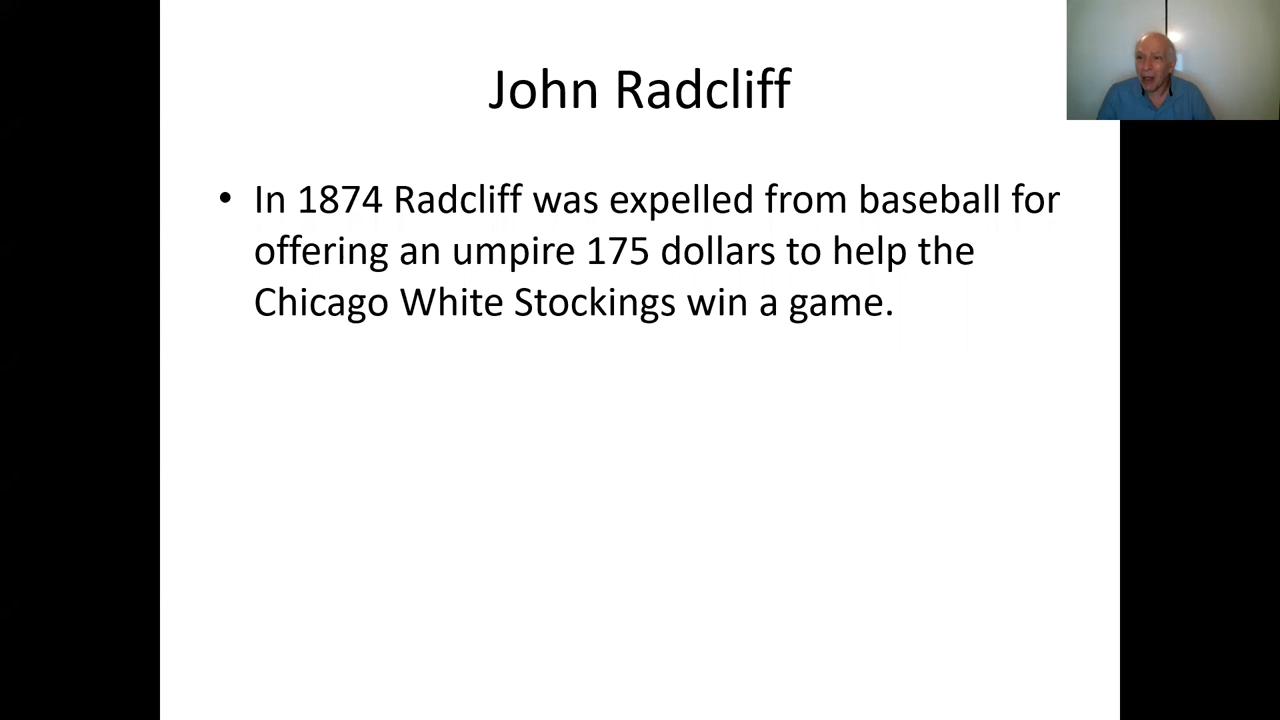 John Radcliff
• In 1874 Radcliff was expelled from baseball for
offering an umpire 175 dollars to help the
Chicago White Stockings win a game.